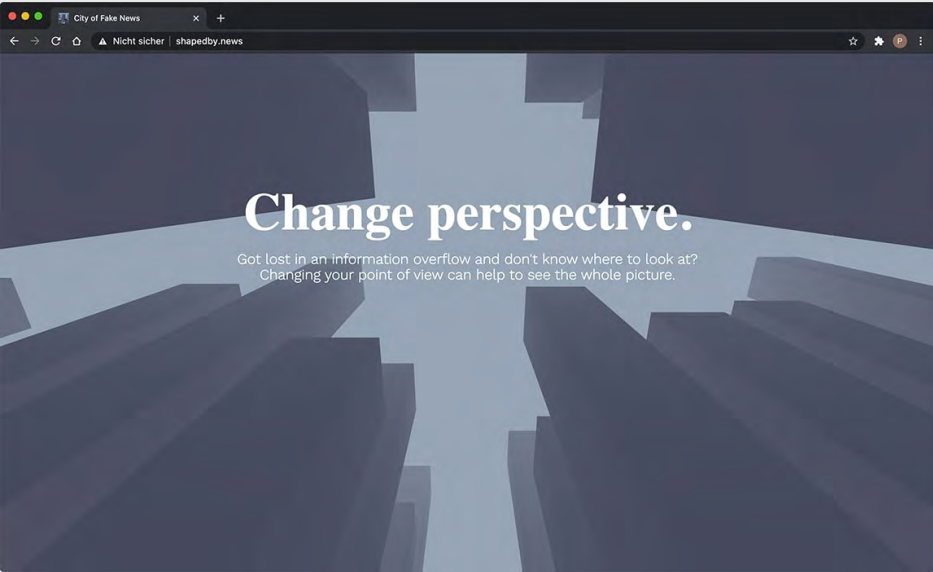 City of Fake News
Nicht sicher | shapedby.news
P
Change perspective.
Got lost in an information overflow and don't know where to look at?
Changing your point of view can help to see the whole picture.